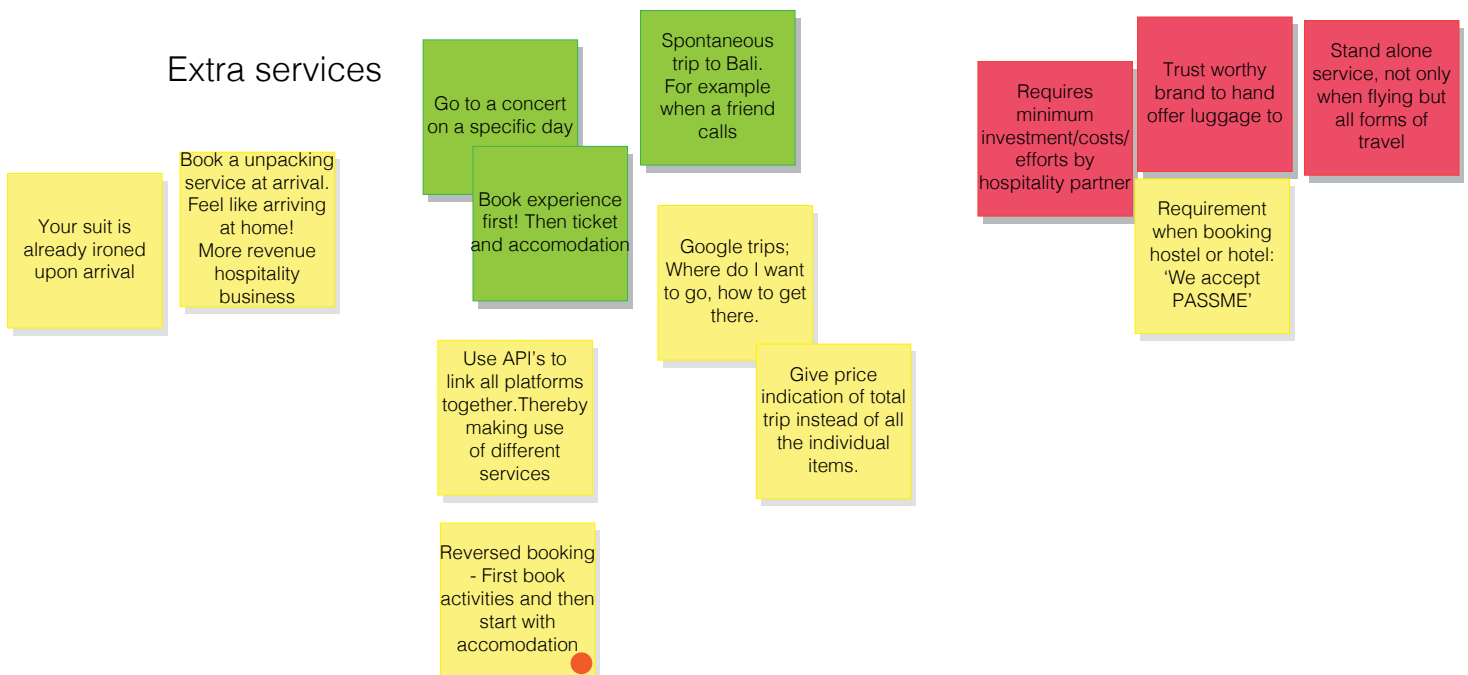 Extra services
Your suit is
already ironed
upon arrival
Book a unpacking
service at arrival.
Feel like arriving
at home!
More revenue
hospitality
business
Go to a concert
on a specific day
Book experience
first! Then ticket
and accomodation
Spontaneous
trip to Bali.
For example
when a friend
calls
Google trips;
Where do I want
to go, how to get
there.
Give price
indication of total
trip instead of all
the individual
items.
Use API’s to
link all platforms
together.Thereby
making use
of different
services
Reversed booking
- First book
activities and then
start with
accomodation
Requires
minimum
investment/costs/
efforts by
hospitality partner
Trust worthy
brand to hand
offer luggage to
Stand alone
service, not only
when flying but
all forms of
travel
Requirement
when booking
hostel or hotel:
‘We accept
PASSME’